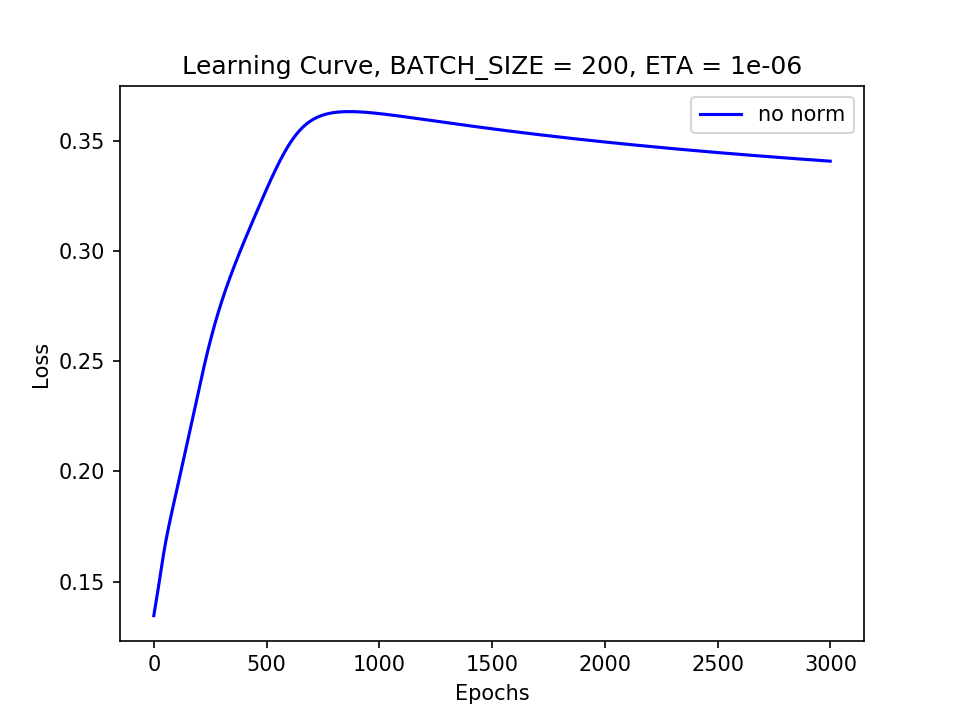 Learning Curve, BATCH_SIZE = 200, ETA = 1e-06
no norm
0.35
0.30
0.25
0.20
0.15
Loss
0 500 1000 1500 2000 2500 3000
Epochs